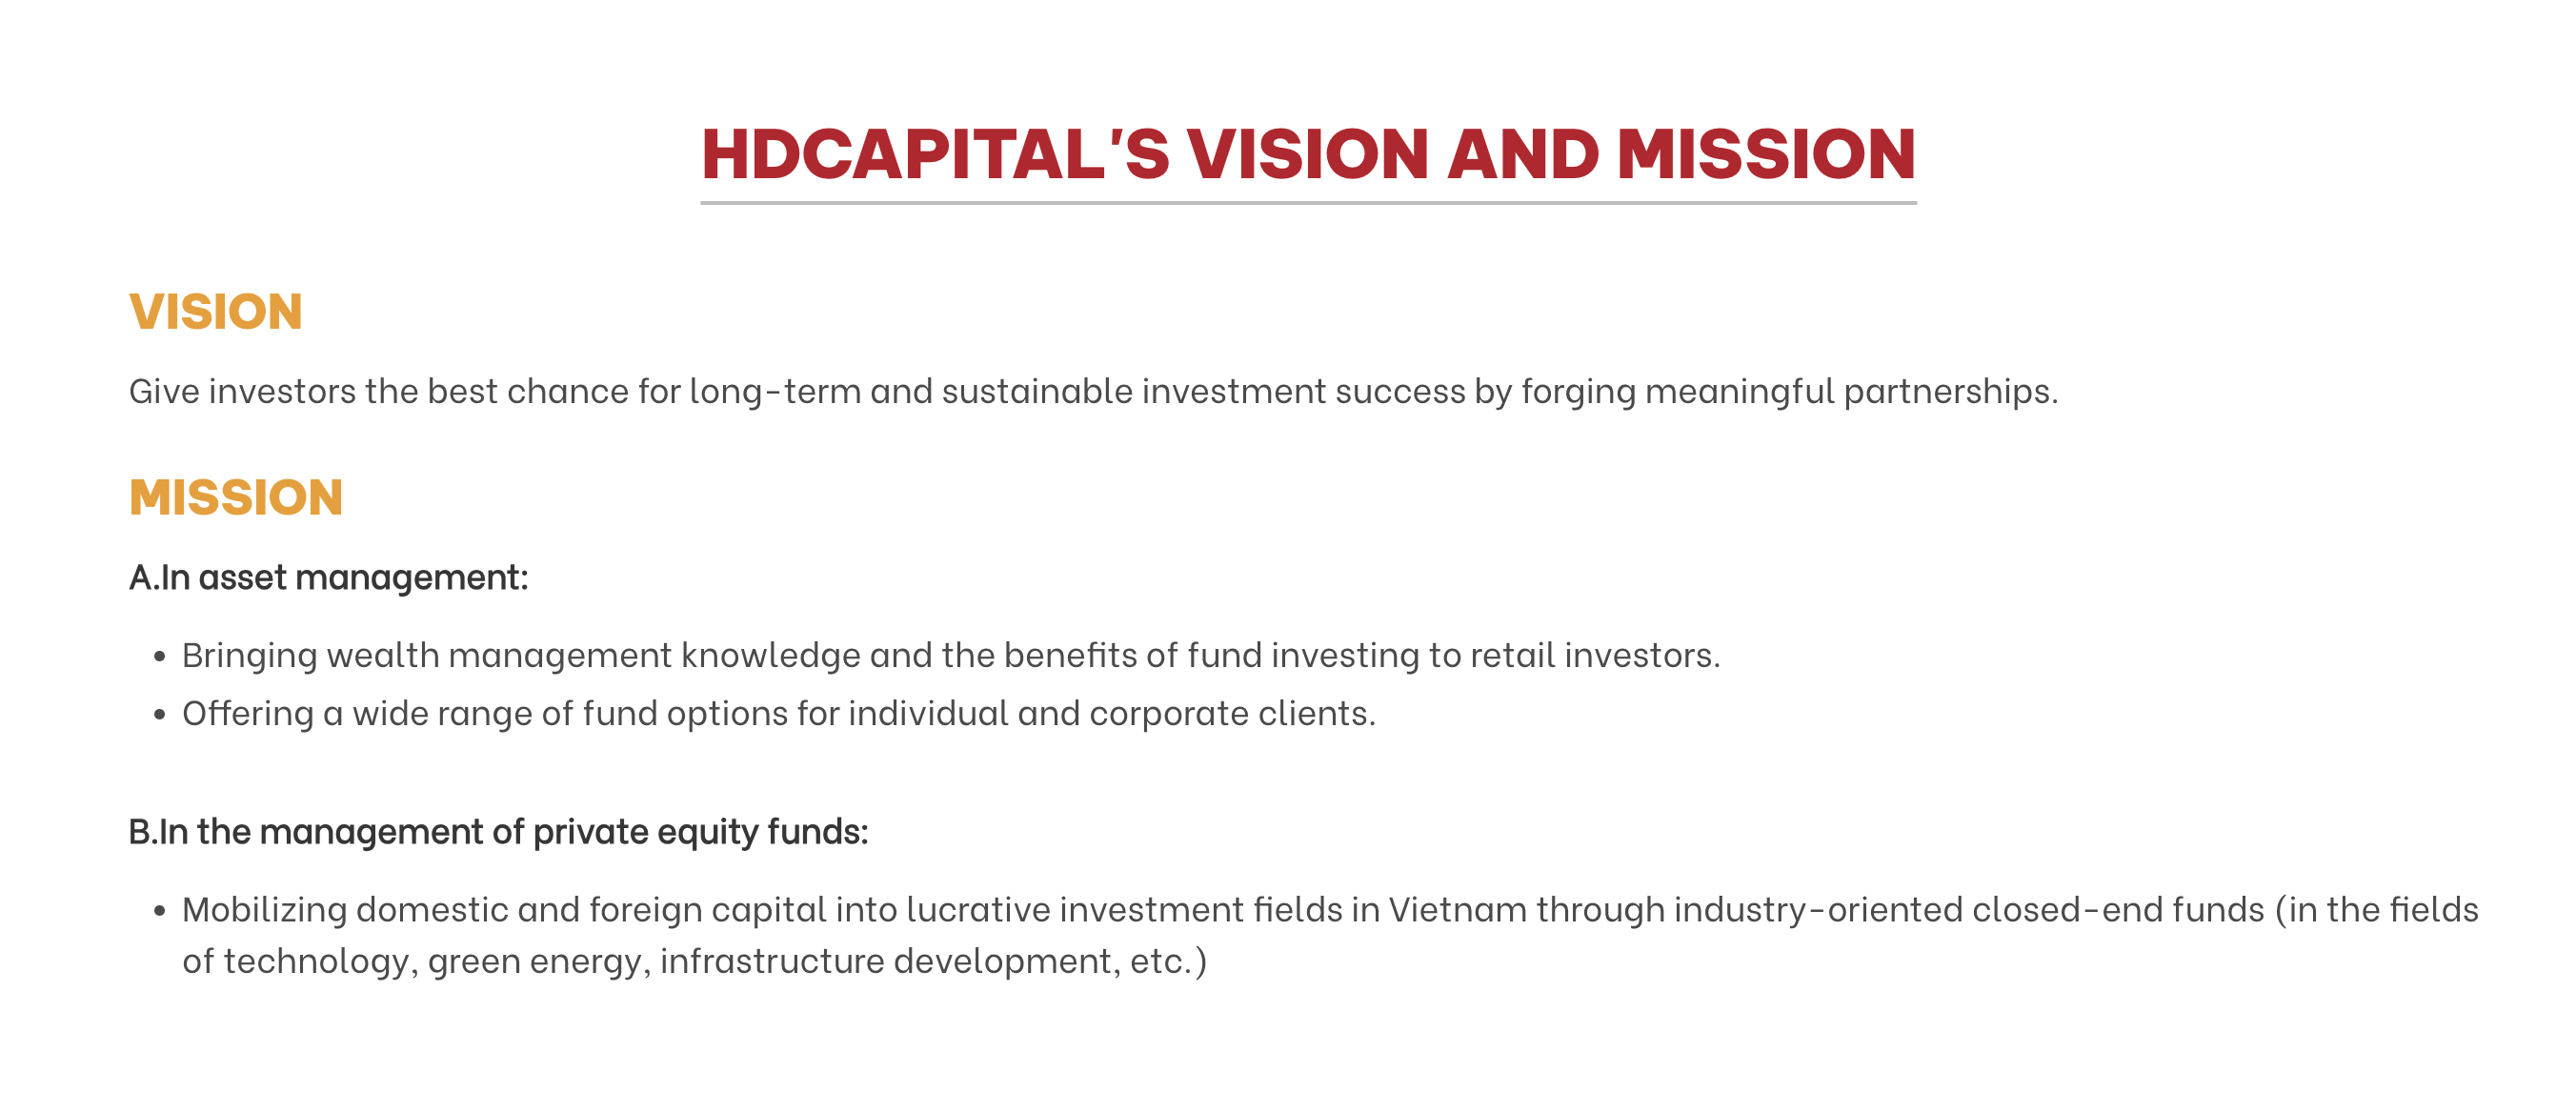 HDCAPITAL'S VISION AND MISSION
VISION
Give investors the best chance for long-term and sustainable investment success by forging meaningful partnerships.
MISSION
A.In asset management:
• Bringing wealth management knowledge and the benefits of fund investing to retail investors.
• Offering a wide range of fund options for individual and corporate clients.
B.In the management of private equity funds:
• Mobilizing domestic and foreign capital into lucrative investment fields in Vietnam through industry-oriented closed-end funds (in the fields
of technology, green energy, infrastructure development, etc.)